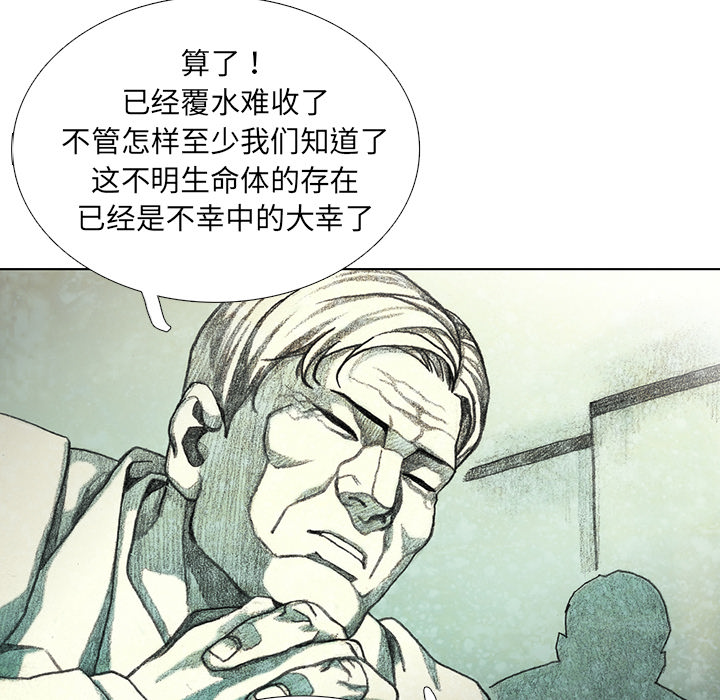 算了！
已经覆水难收了
不管怎样至少我们知道了
这不明生命体的存在
已经是不幸中的大幸了